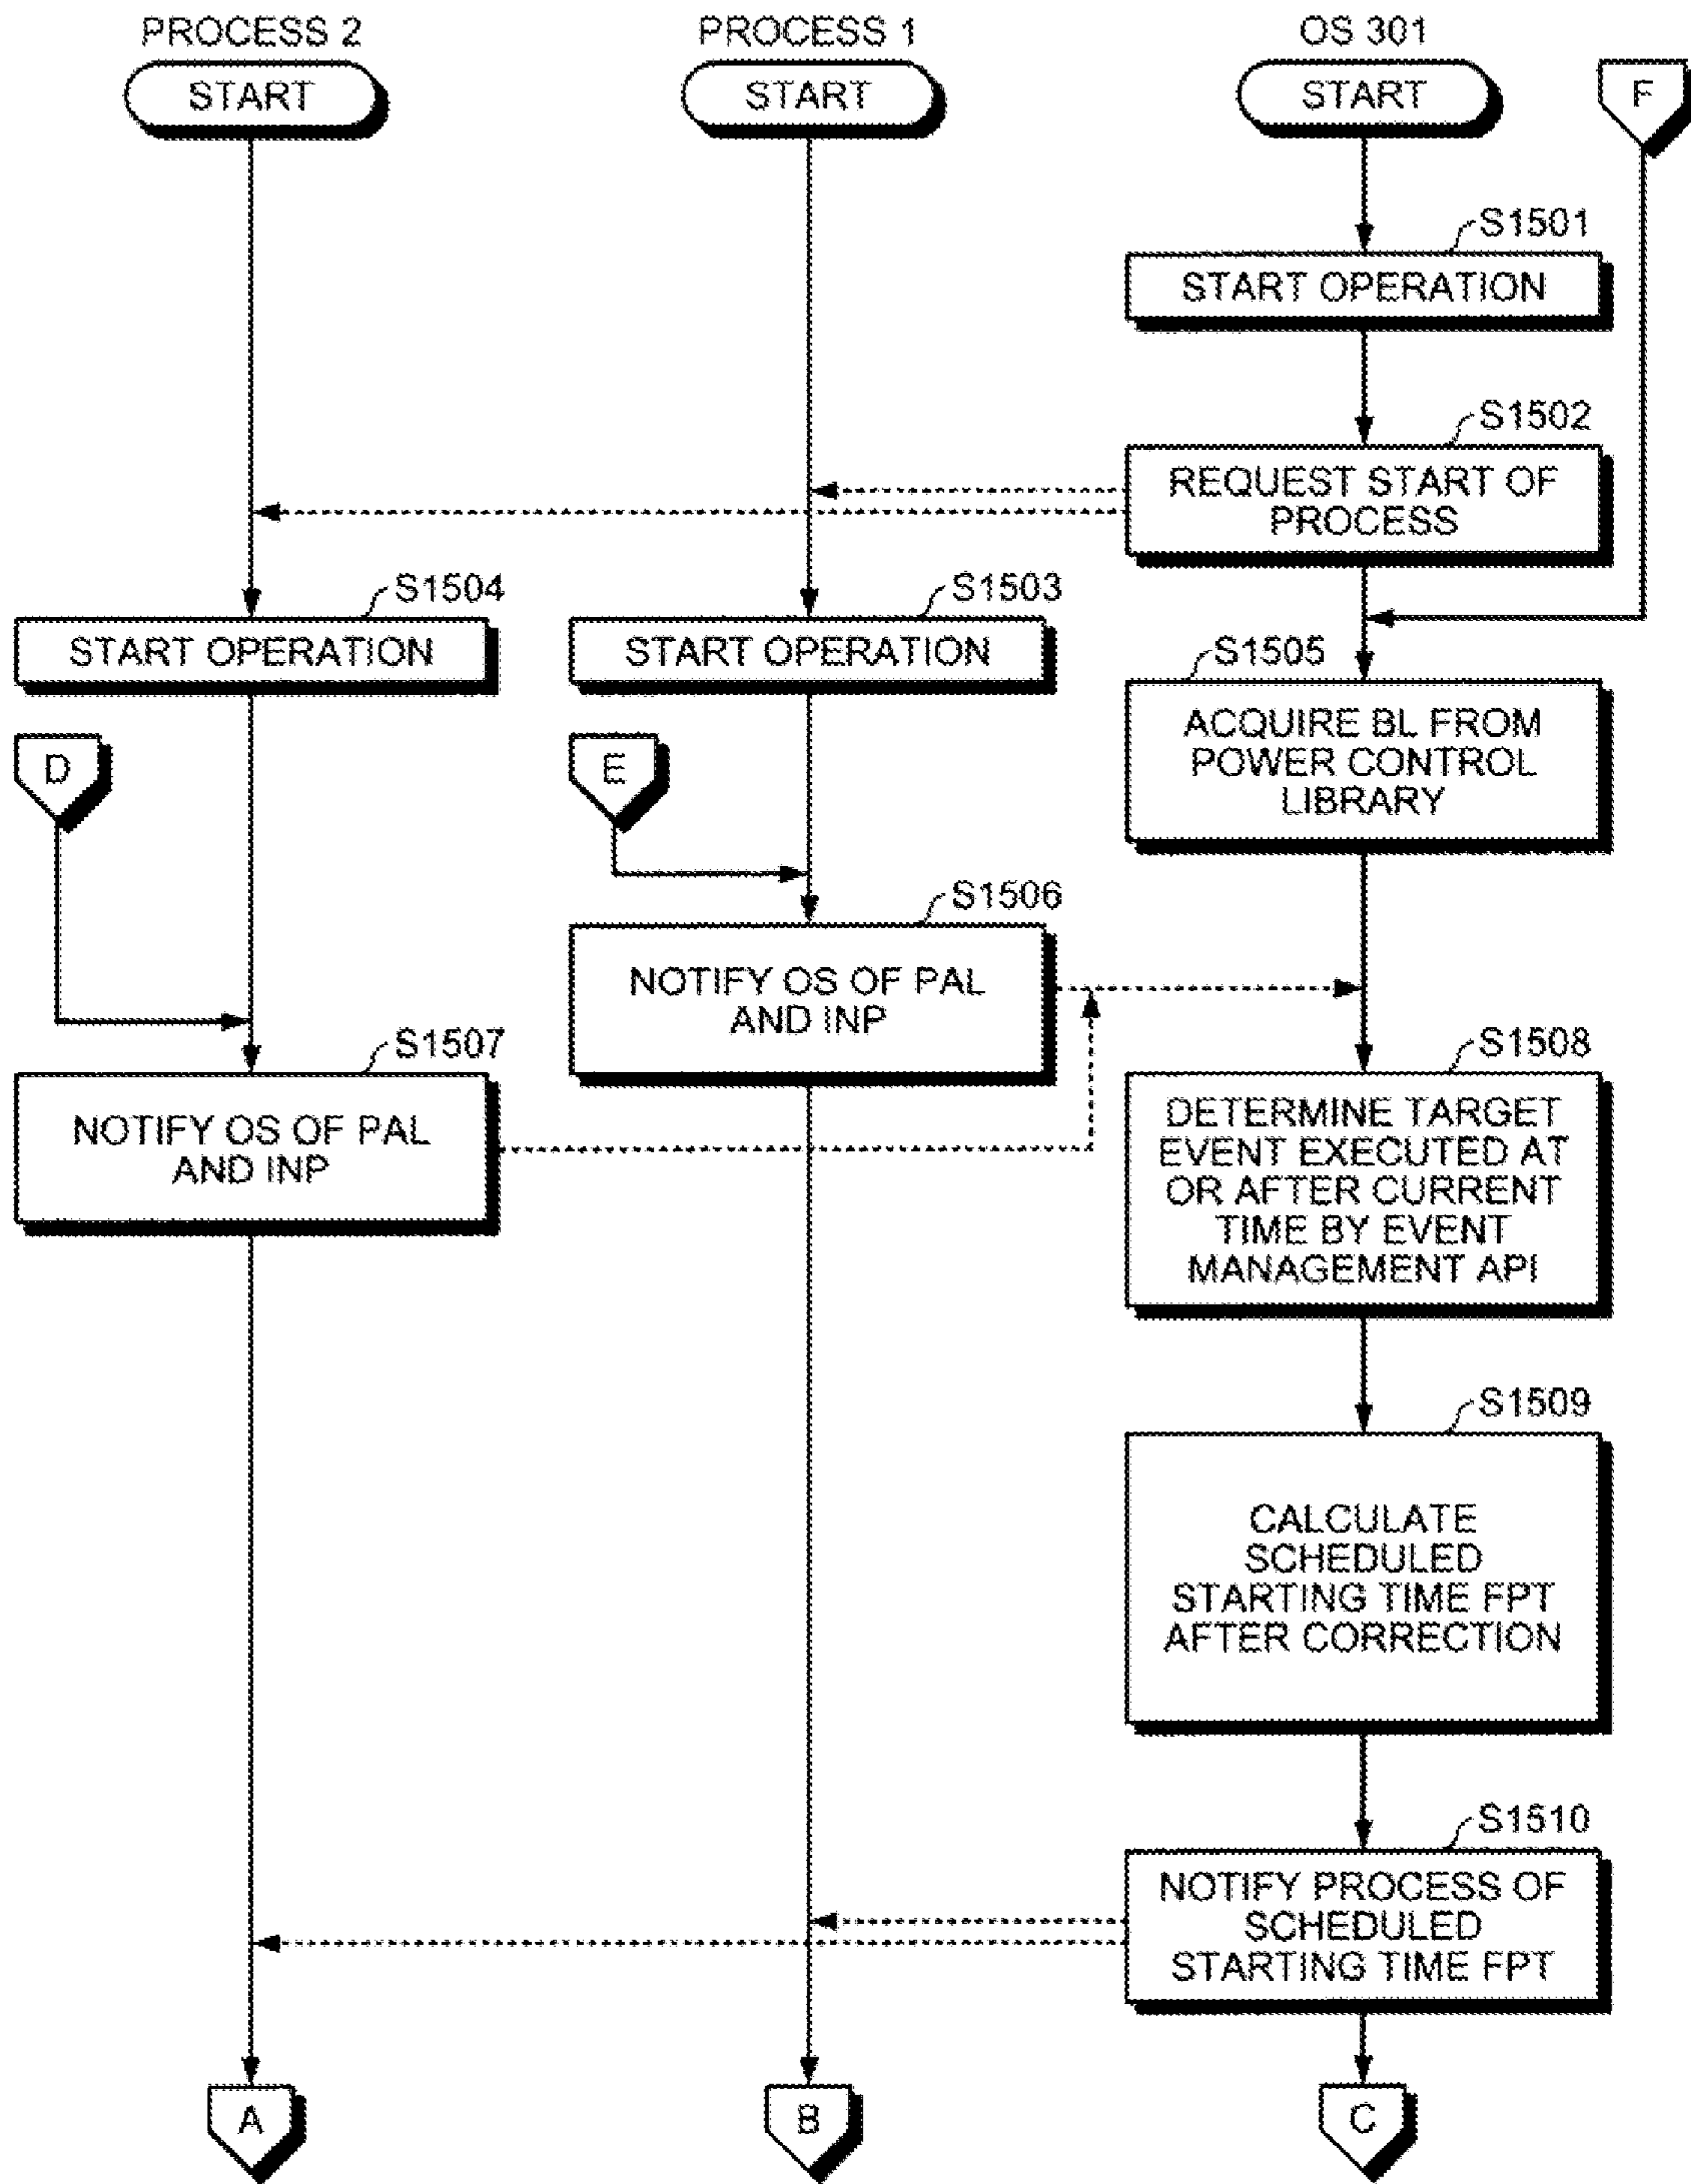 PROCESS 2
PROCESS 1
OS 301
START
START
START
F
S1501
START OPERATION
S1502
REQUEST START OF
PROCESS
S1504
S1503
START OPERATION
START OPERATION
S1505
ACQUIRE BL FROM
POWER CONTROL
LIBRARY
D
E
S1506
NOTIFY OS OF PAL
AND INP
S1507
NOTIFY OS OF PAL
AND INP
S1508
DETERMINE TARGET
EVENT EXECUTED AT
OR AFTER CURRENT
TIME BY EVENT
MANAGEMENT API
S1509
CALCULATE
SCHEDULED
STARTING TIME FPT
AFTER CORRECTION
S1510
NOTIFY PROCESS OF
SCHEDULED
STARTING TIME FPT
A
B
C